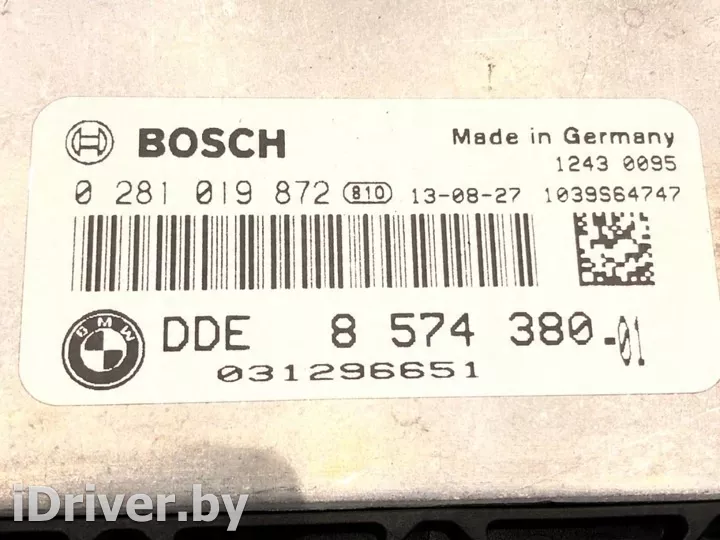 BOSCH
Made in Germany
1243 0095
0 281 019 872 810 13-08-27 1039S64747
BMW
DDE 8 574 380-01
031296651
iDriver.by